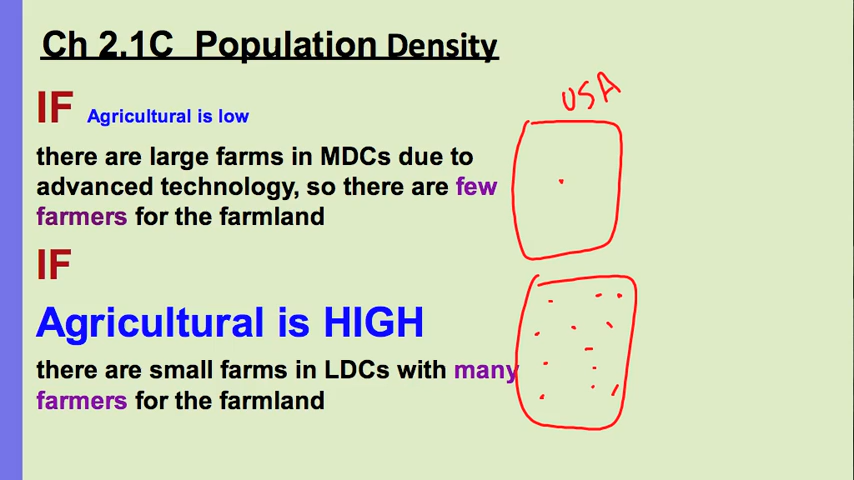 Ch 2.1C Population Density
IF Agricultural is low
USA
there are large farms in MDCs due to
advanced technology, so there are few
farmers for the farmland
IF
Agricultural is HIGH
there are small farms in LDCs with many
farmers for the farmland